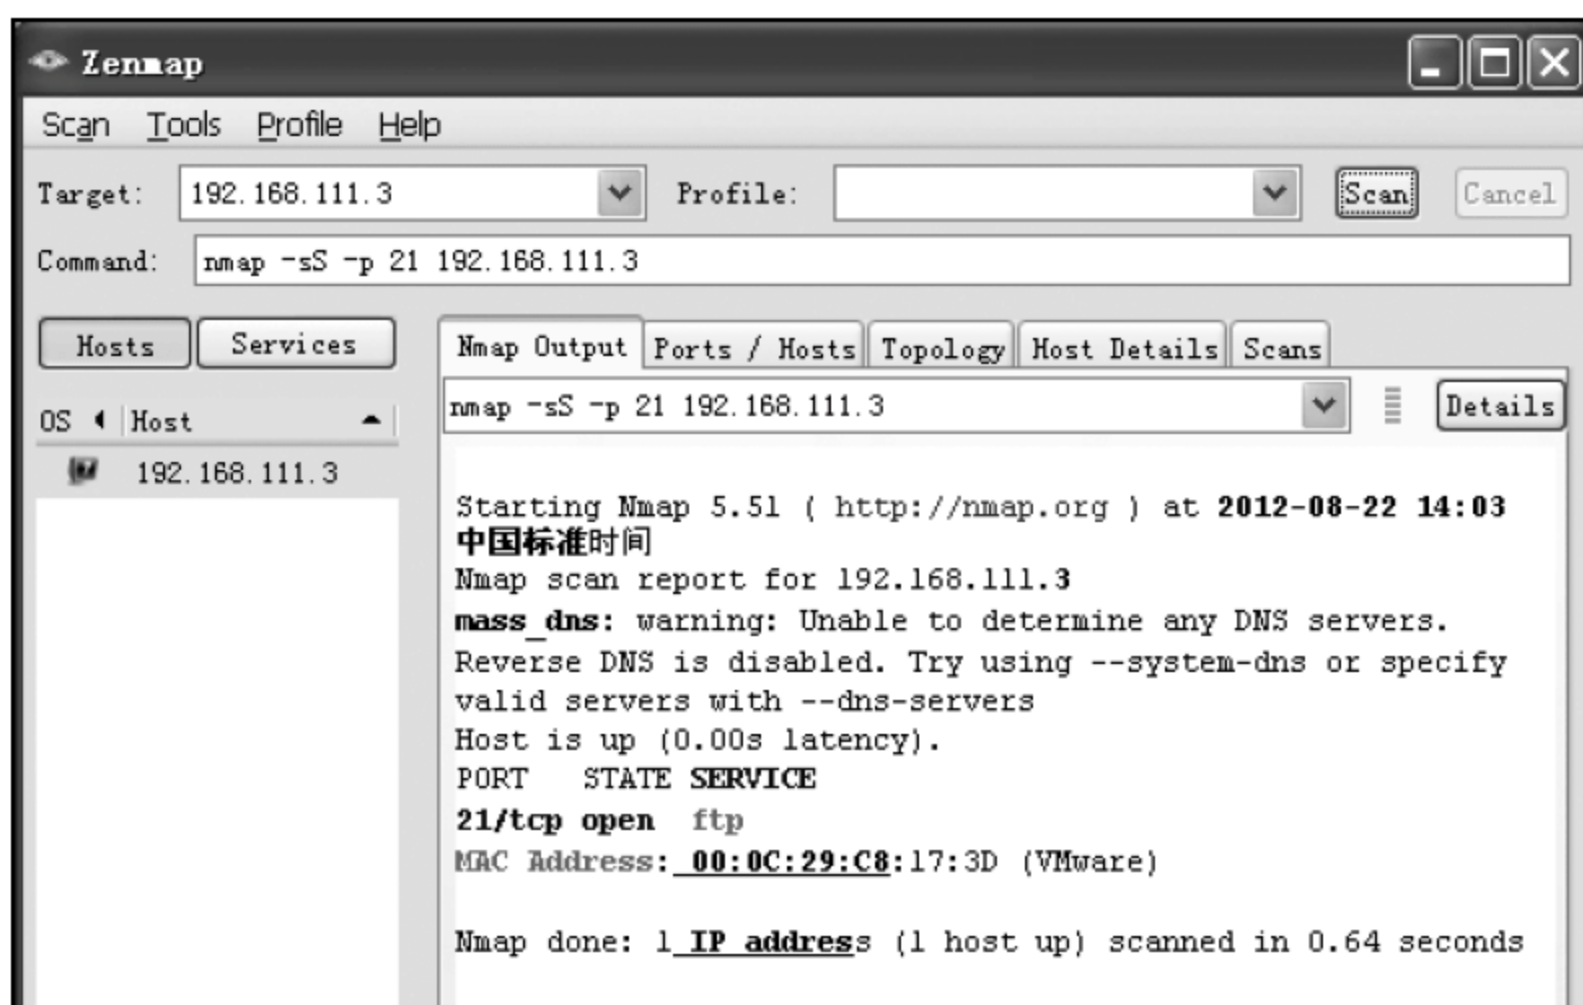 Zenmap
Scan Tools Profile Help
Target: 192.168.111.3 Profile: Scan Cancel
Command: nmap -sS -p 21 192.168.111.3
Hosts Services Nmap Output Ports / Hosts Topology Host Details Scans
nmap -sS -p 21 192.168.111.3 Details
OS Host
192.168.111.3
Starting Nmap 5.51 ( http://nmap.org ) at 2012-08-22 14:03
中国标准时间
Nmap scan report for 192.168.111.3
mass_dns: warning: Unable to determine any DNS servers.
Reverse DNS is disabled. Try using --system-dns or specify
valid servers with --dns-servers
Host is up (0.00s latency).
PORT STATE SERVICE
21/tcp open ftp
MAC Address: 00:0C:29:C8:17:3D (VMware)
Nmap done: 1 IP address (1 host up) scanned in 0.64 seconds